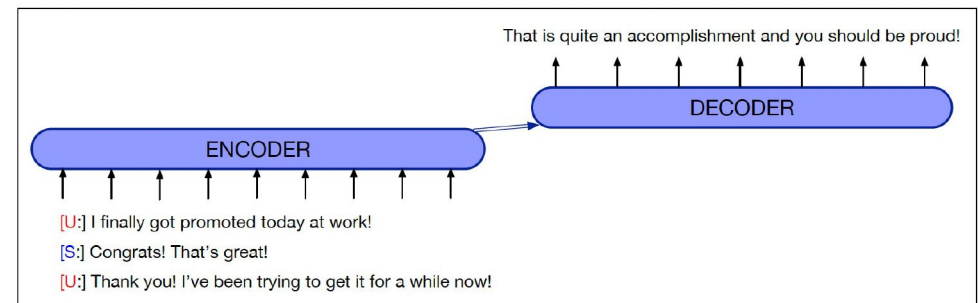 That is quite an accomplishment and you should be proud!
DECODER
ENCODER
[U:] I finally got promoted today at work!
[S:] Congrats! That's great!
[U:] Thank you! I've been trying to get it for a while now!